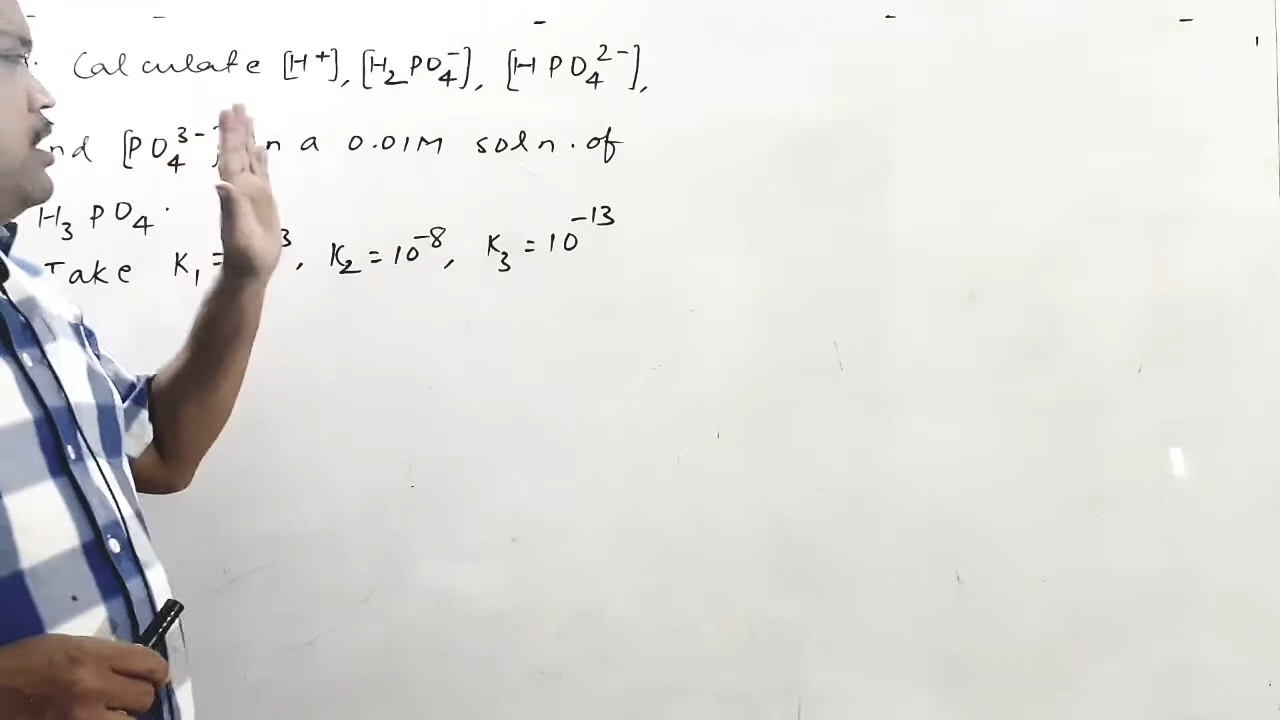 . Calculate [H⁺], [H₂PO₄⁻], [HPO₄²⁻],
nd [PO₄³⁻] n a 0.01M soln. of
H₃PO₄.
Take K₁ = 3, K₂ = 10⁻⁸, K₃ = 10⁻¹³